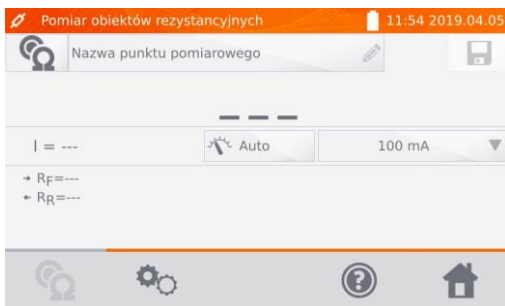 Pomiar obiektów rezystancyjnych 11:54 2019.04.05
Nazwa punktu pomiarowego
---
I = --- Auto 100 mA
→ RF=---
← RR=---
?